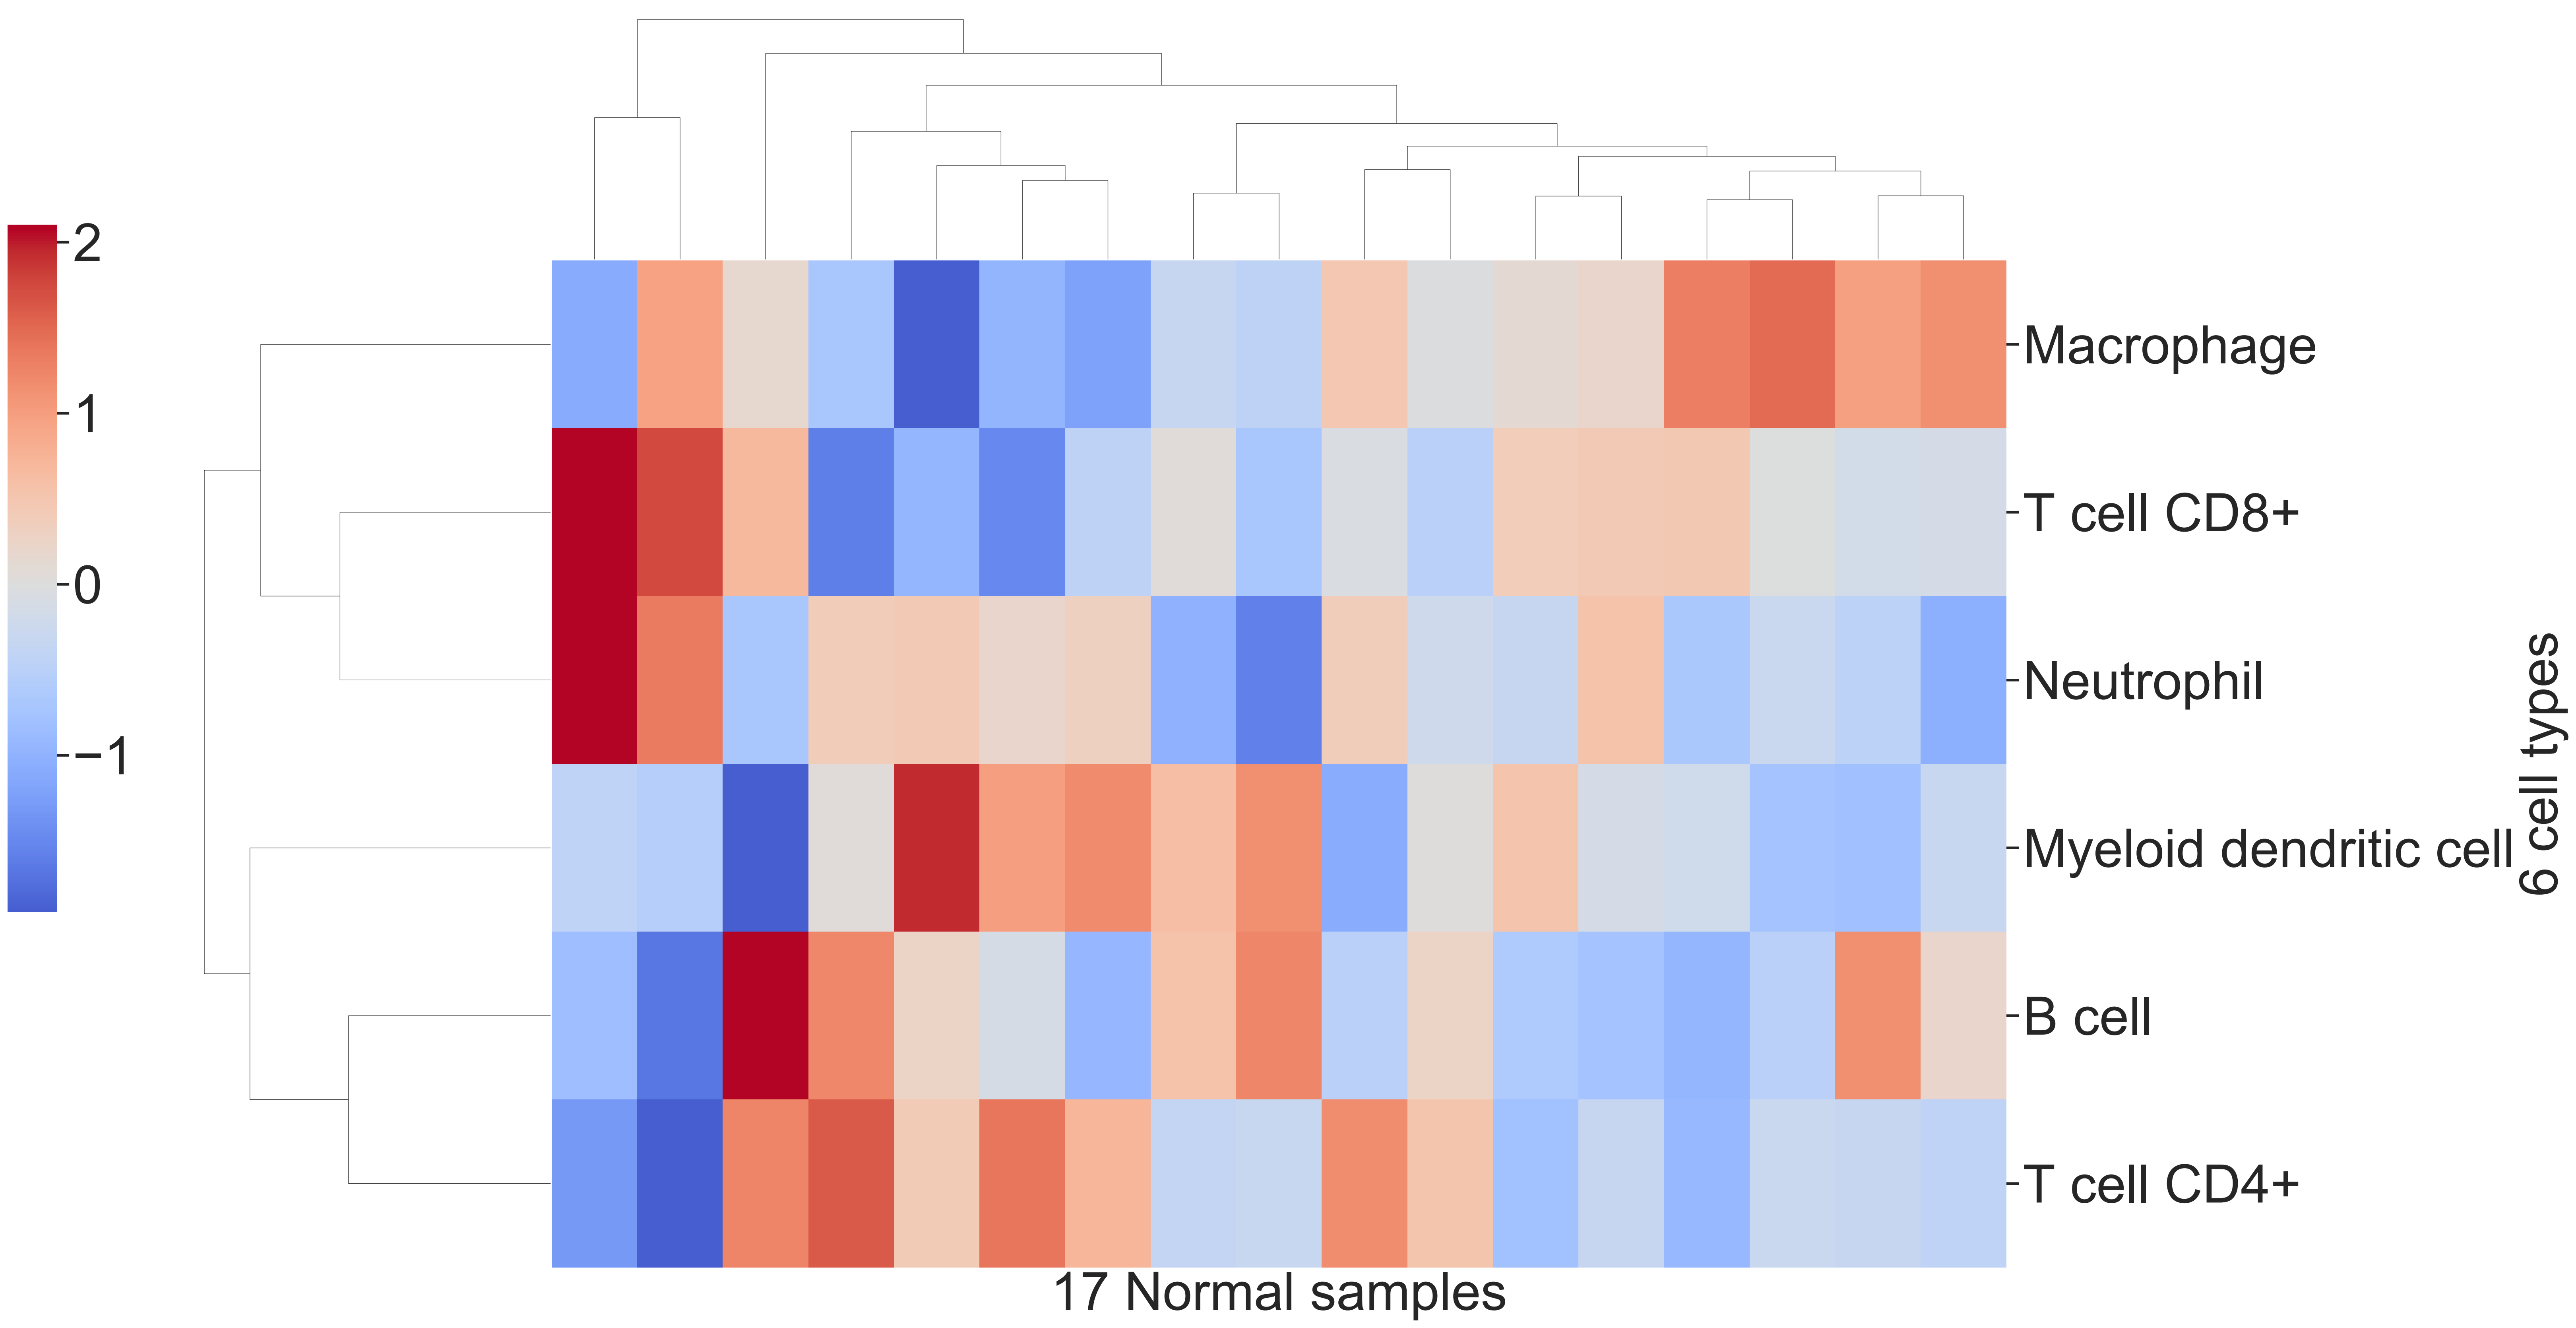 2
1
0
−1
Macrophage
T cell CD8+
Neutrophil
Myeloid dendritic cell
B cell
T cell CD4+
6 cell types
17 Normal samples